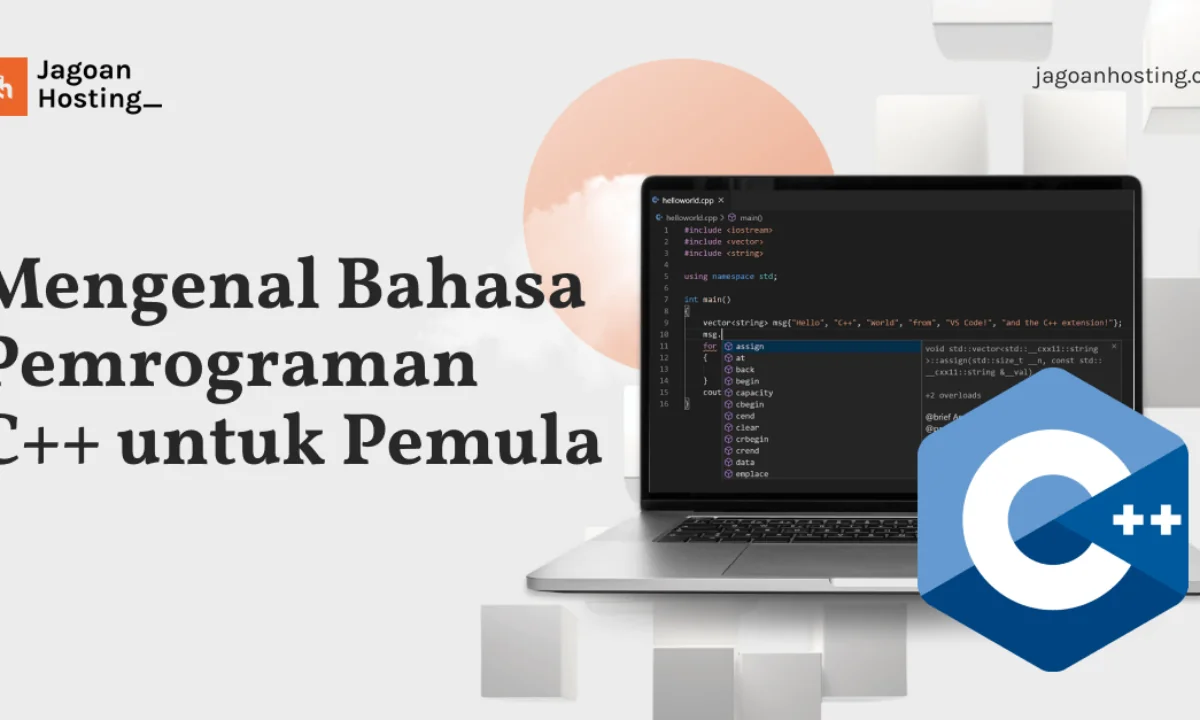 Jagoan
Hosting_
jagoanhosting.c
Mengenal Bahasa
Pemrograman
C++ untuk Pemula
helloworld.cpp ×
helloworld.cpp > main()
1 #include <iostream>
2 #include <vector>
3 #include <string>
4
5 using namespace std;
6
7 int main()
8 {
9 vector<string> msg{"Hello", "C++", "World", "from", "VS Code!", "and the C++ extension!"};
10 msg.
11 for
12 {
13
14 }
15 cout
16 }
assign
at
back
begin
capacity
cbegin
cend
clear
crbegin
crend
data
emplace
void std::vector<std::__cxx11::string
>::assign(std::size_t __n, const std::
__cxx11::string &__val)
+2 overloads
@brief
C++